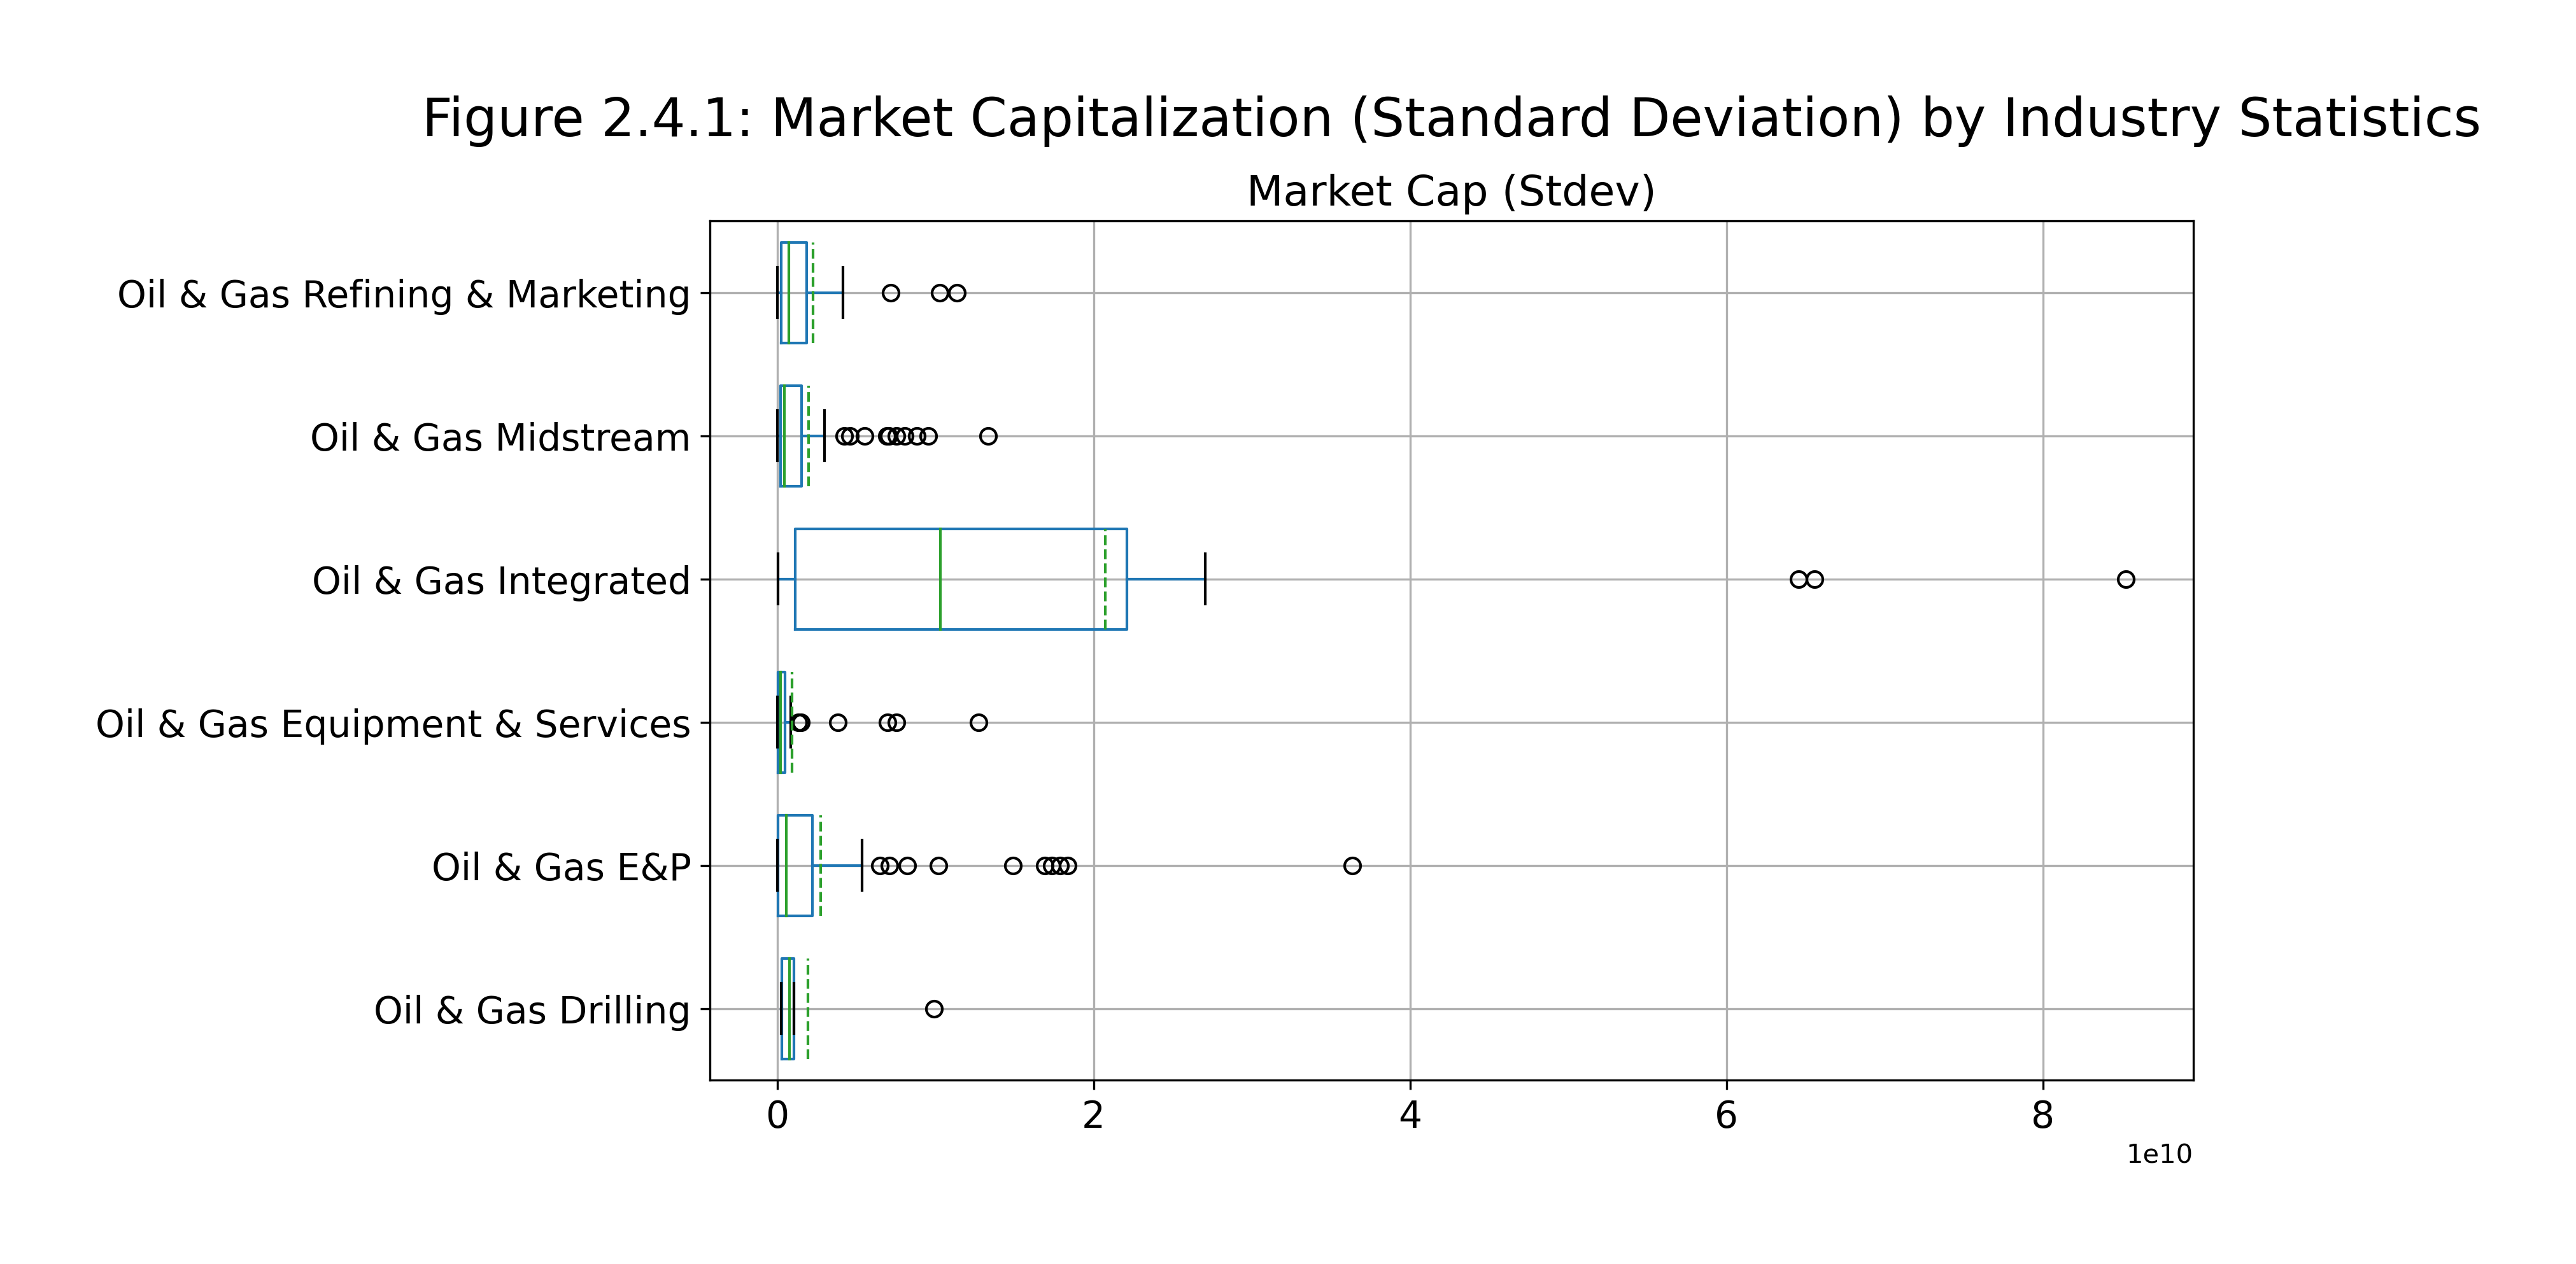 Figure 2.4.1: Market Capitalization (Standard Deviation) by Industry Statistics
Market Cap (Stdev)
Oil & Gas Refining & Marketing
Oil & Gas Midstream
Oil & Gas Integrated
Oil & Gas Equipment & Services
Oil & Gas E&P
Oil & Gas Drilling
0 2 4 6 8
1e10